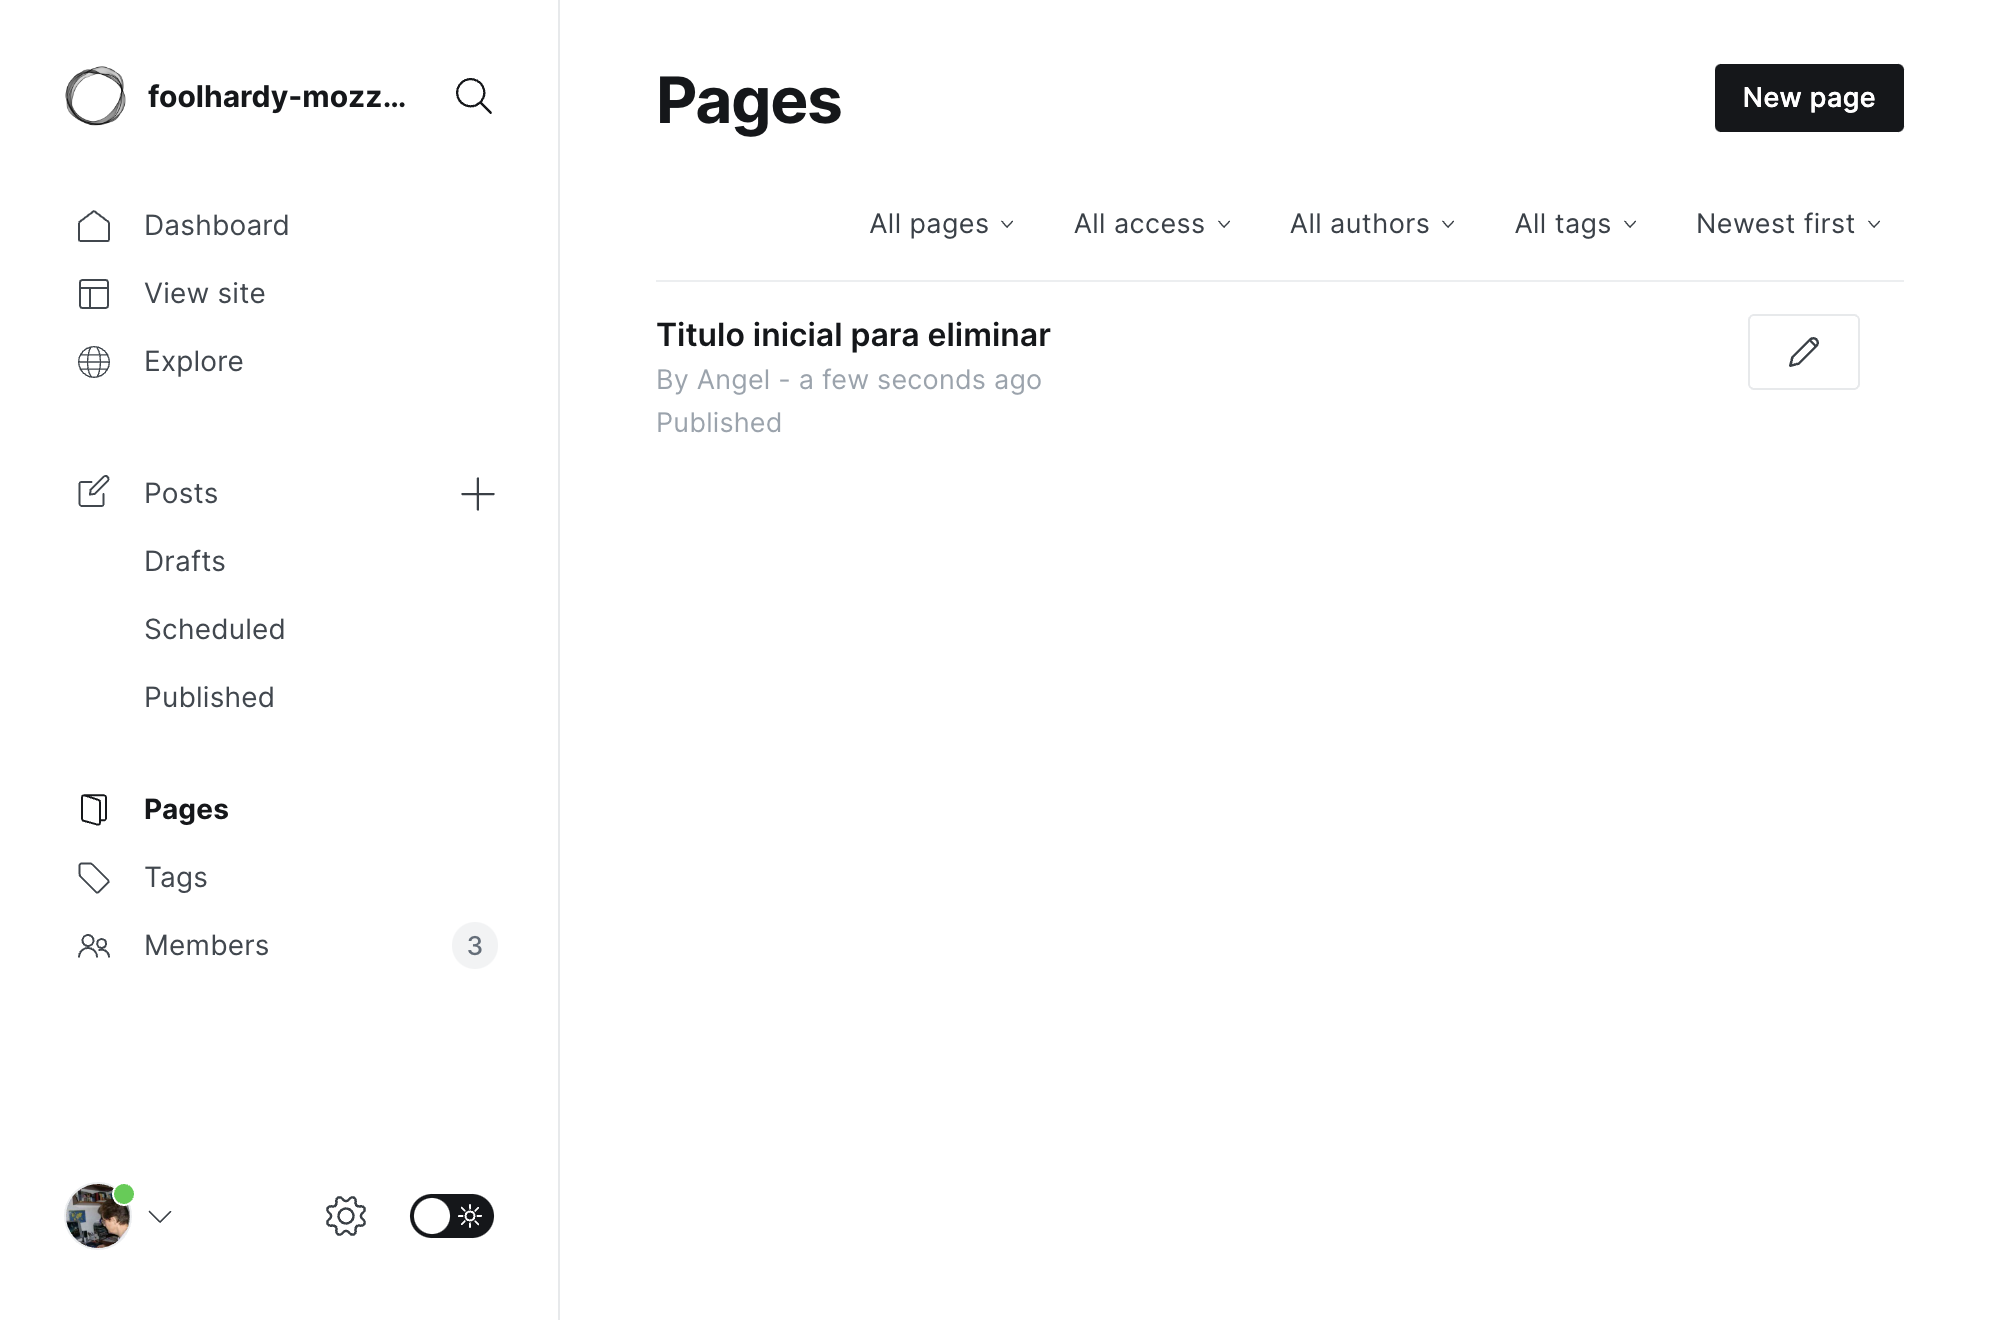 foolhardy-mozz...
Dashboard
View site
Explore
Posts
Drafts
Scheduled
Published
Pages
Tags
Members
3
Pages
New page
All pages
All access
All authors
All tags
Newest first
Titulo inicial para eliminar
By Angel - a few seconds ago
Published